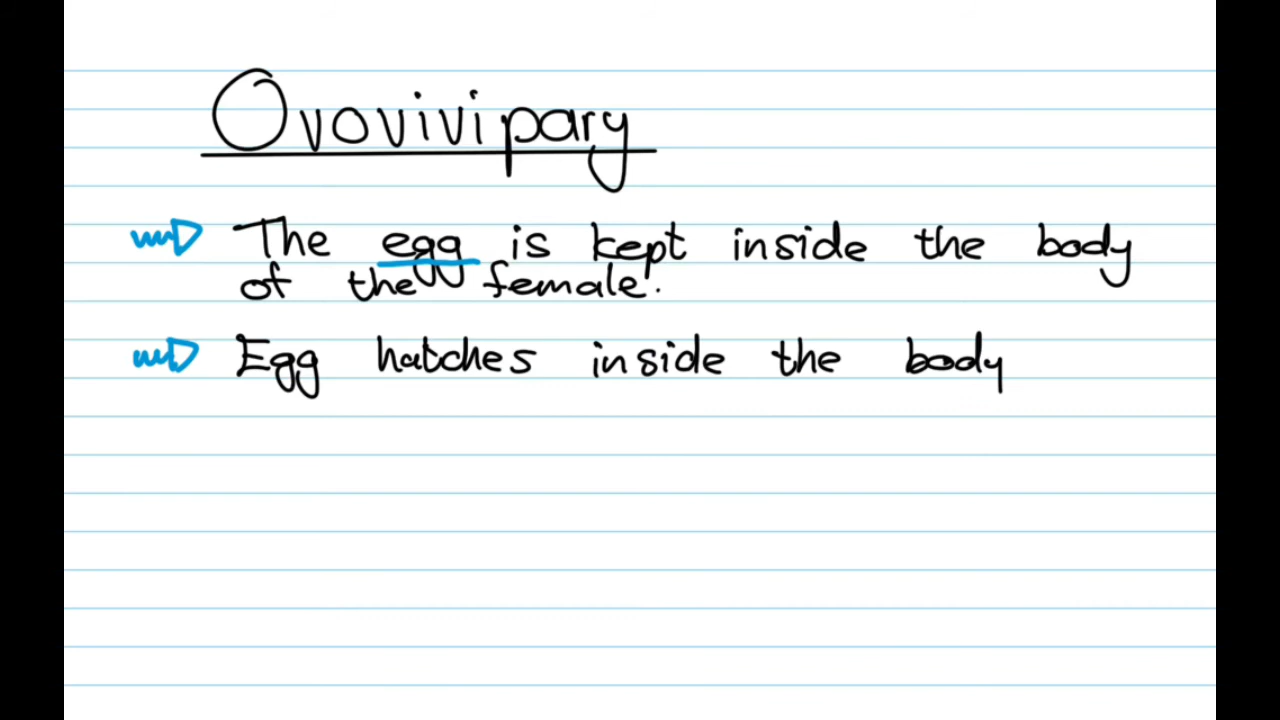 Ovovivipary
The egg is kept inside the body
of the female.
Egg hatches inside the body